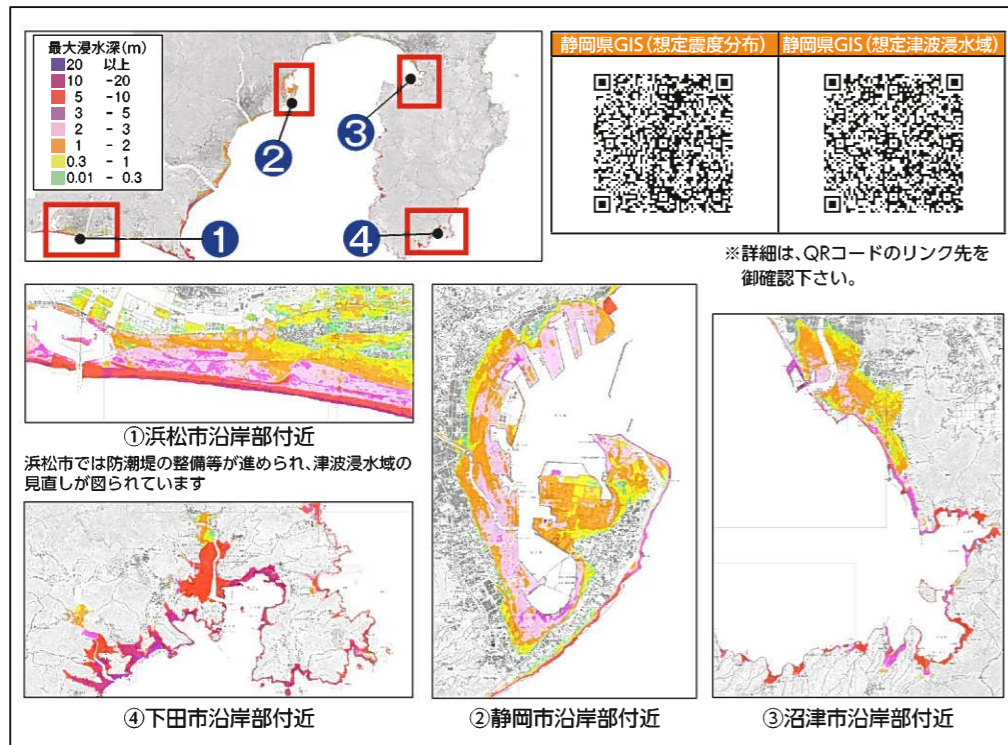 最大浸水深(m)
20 以上
10 -20
5 -10
3 - 5
2 - 3
1 - 2
0.3 - 1
0.01 - 0.3
①
②
③
④
静岡県GIS(想定震度分布)
静岡県GIS(想定津波浸水域)
※詳細は、QRコードのリンク先を
御確認下さい。
①浜松市沿岸部付近
浜松市では防潮堤の整備等が進められ、津波浸水域の
見直しが図られています
④下田市沿岸部付近
②静岡市沿岸部付近
③沼津市沿岸部付近